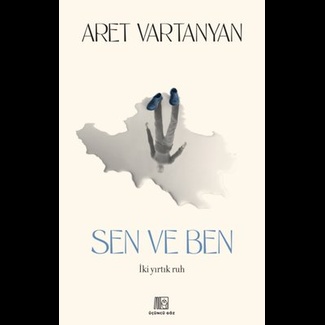 ARET VARTANYAN
SEN VE BEN
İki yırtık ruh
ÜÇÜNCÜ GÖZ